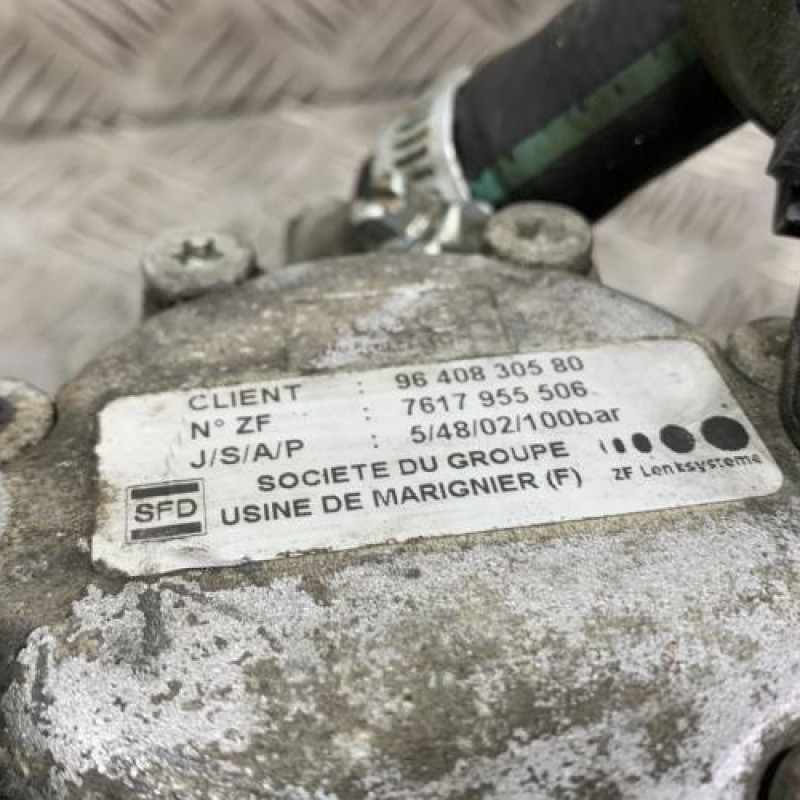 CLIENT : 96 408 305 80
N° ZF : 7617 955 506
J/S/A/P : 5/48/02/100bar
SOCIETE DU GROUPE
USINE DE MARIGNIER (F)
SFD
ZF Lenksysteme